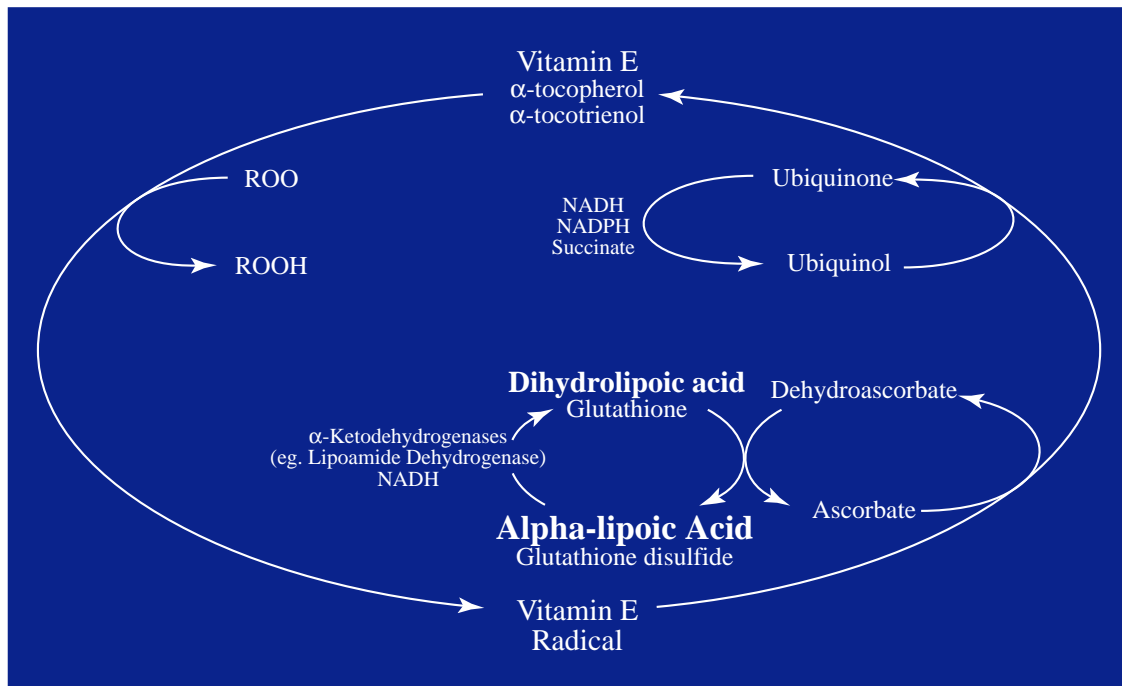 Vitamin E
α-tocopherol
α-tocotrienol
ROO
ROOH
Ubiquinone
NADH
NADPH
Succinate
Ubiquinol
Dihydrolipoic acid
Glutathione
Dehydroascorbate
α-Ketodehydrogenases
(eg. Lipoamide Dehydrogenase)
NADH
Alpha-lipoic Acid
Glutathione disulfide
Ascorbate
Vitamin E
Radical